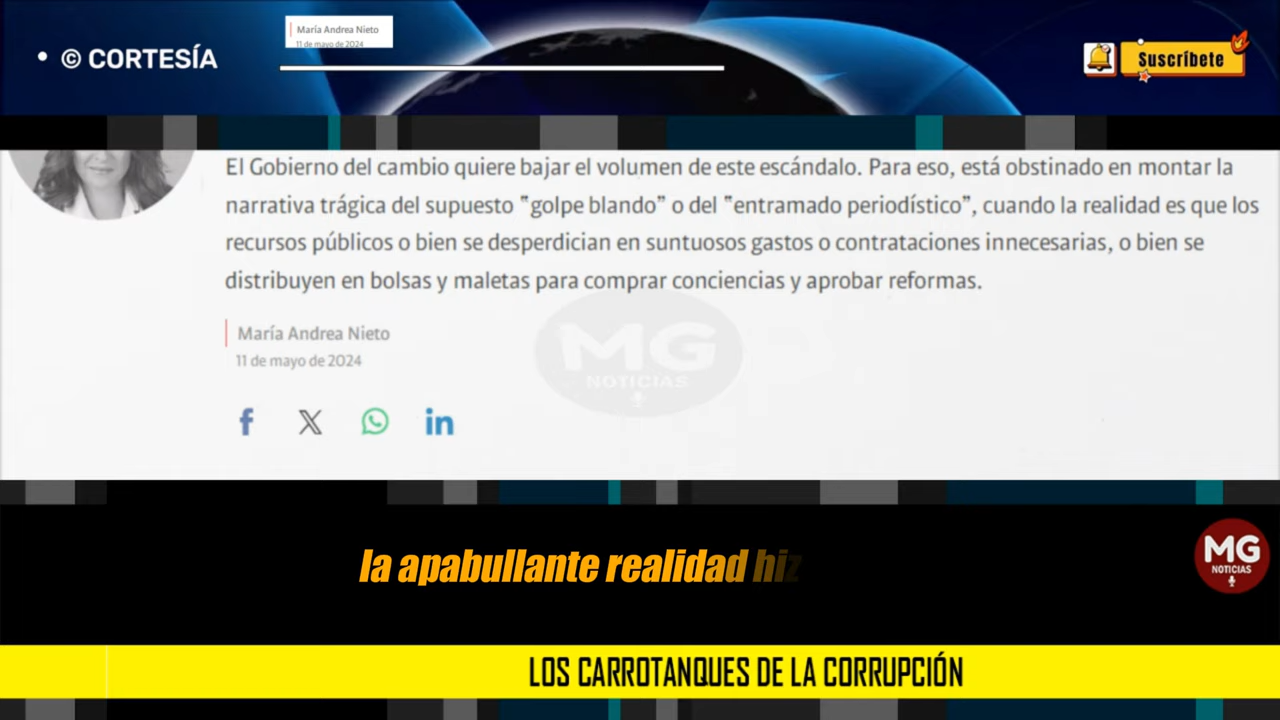 María Andrea Nieto
11 de mayo de 2024
• © CORTESÍA
Suscríbete
El Gobierno del cambio quiere bajar el volumen de este escándalo. Para eso, está obstinado en montar la
narrativa trágica del supuesto “golpe blando” o del “entramado periodístico”, cuando la realidad es que los
recursos públicos o bien se desperdician en suntuosos gastos o contrataciones innecesarias, o bien se
distribuyen en bolsas y maletas para comprar conciencias y aprobar reformas.
María Andrea Nieto
11 de mayo de 2024
MG
NOTICIAS
la apabullante realidad hiz
MG
NOTICIAS
LOS CARROTANQUES DE LA CORRUPCIÓN